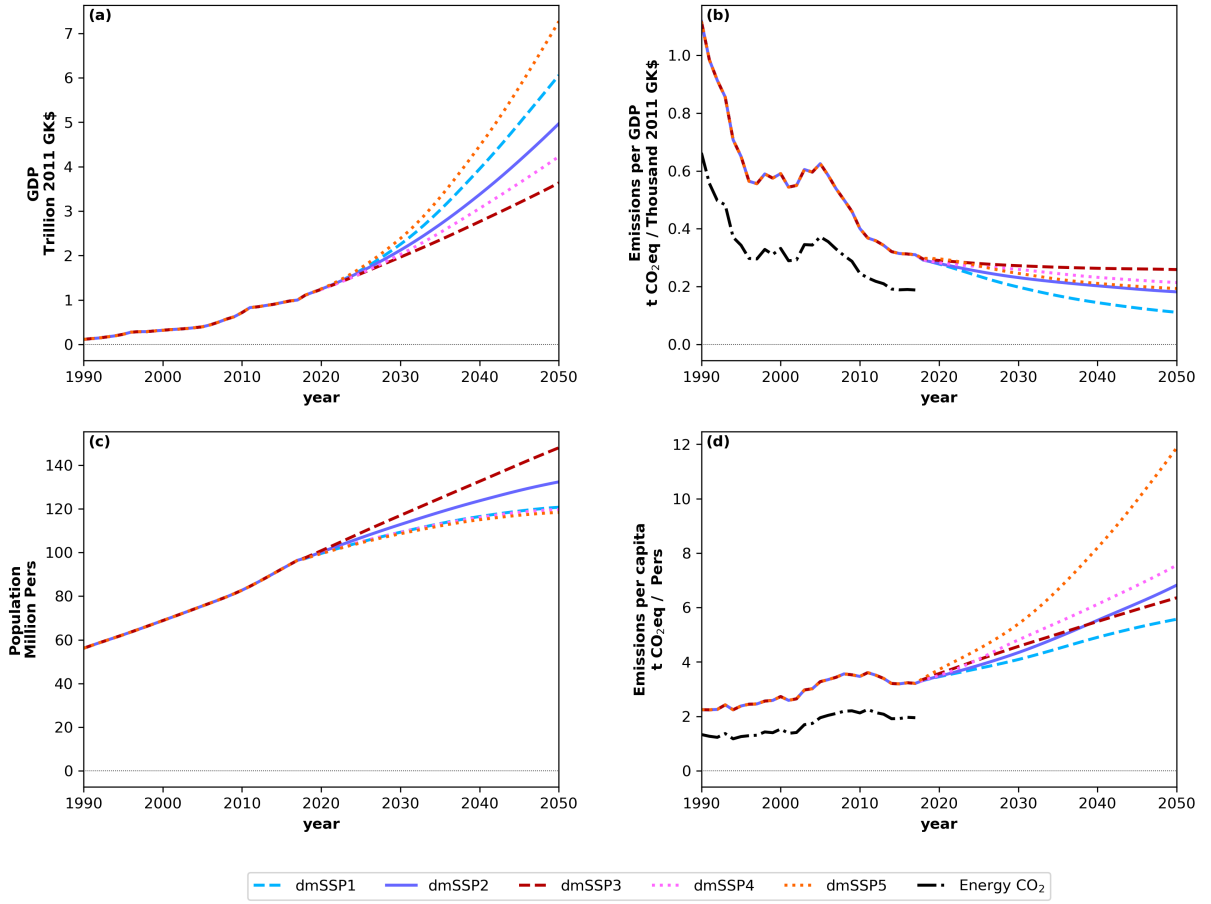 (a)
7
6
5
4
3
2
1
0
GDP
Trillion 2011 GK$
1990 2000 2010 2020 2030 2040 2050
year
(b)
1.0
0.8
0.6
0.4
0.2
0.0
Emissions per GDP
t CO₂eq / Thousand 2011 GK$
1990 2000 2010 2020 2030 2040 2050
year
(c)
140
120
100
80
60
40
20
0
Population
Million Pers
1990 2000 2010 2020 2030 2040 2050
year
(d)
12
10
8
6
4
2
0
Emissions per capita
t CO₂eq / Pers
1990 2000 2010 2020 2030 2040 2050
year
dmSSP1 dmSSP2 dmSSP3 dmSSP4 dmSSP5 Energy CO₂